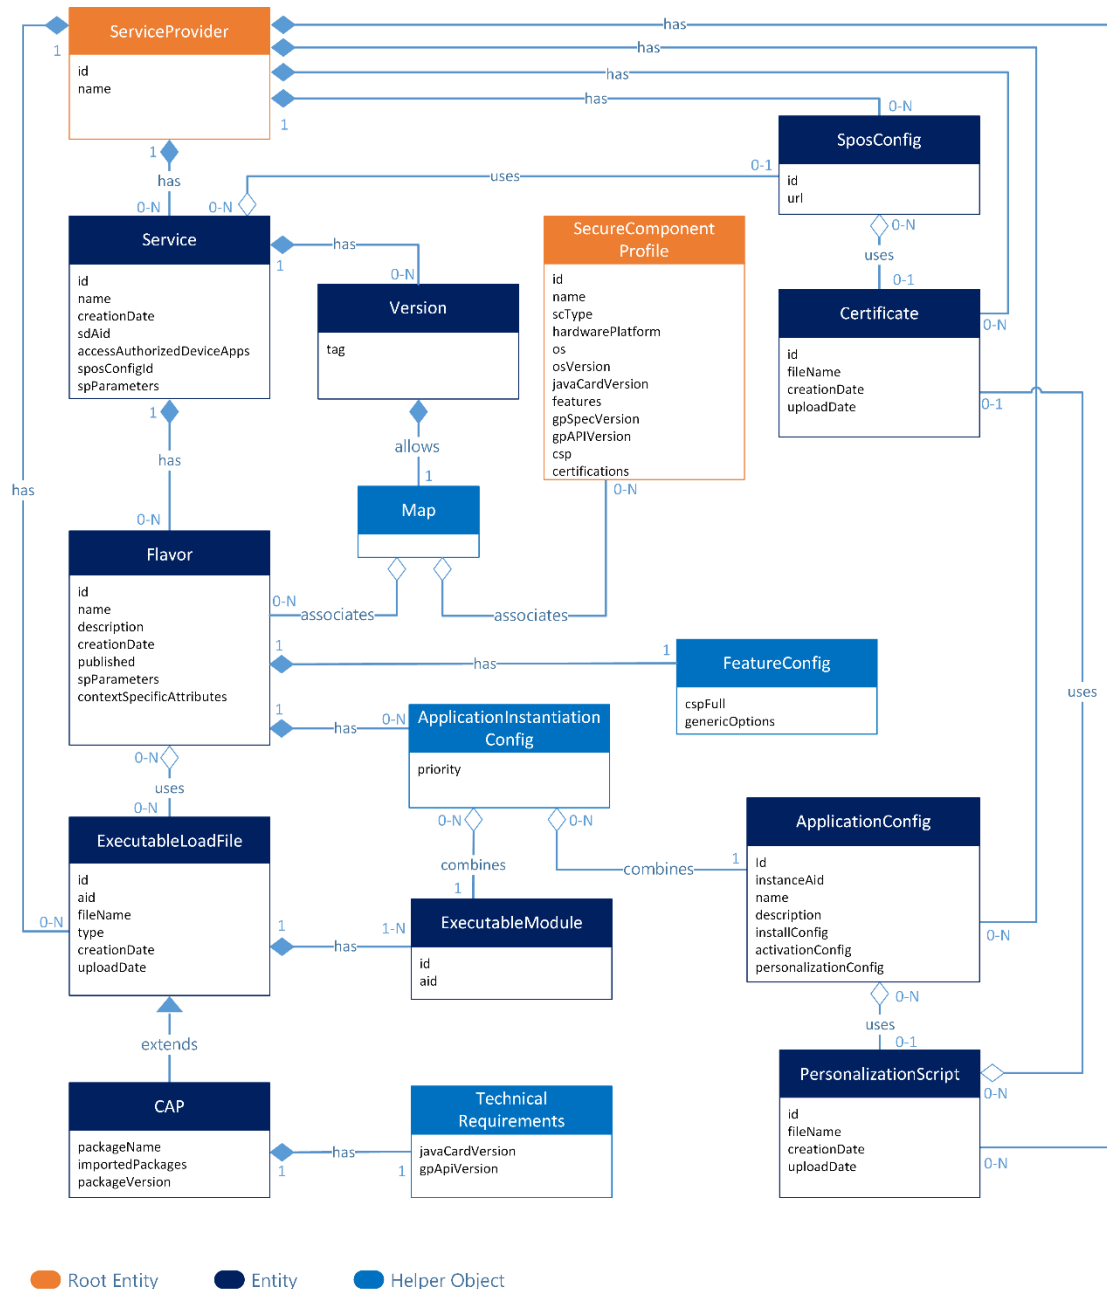 ServiceProvider
id
name
1
has
has
has
has
1
0-N
SposConfig
id
url
1
has
0-N
0-N
uses
0-1
Service
id
name
creationDate
sdAid
accessAuthorizedDeviceApps
sposConfigId
spParameters
1
has
0-N
Version
tag
SecureComponent
Profile
id
name
scType
hardwarePlatform
os
osVersion
javaCardVersion
features
gpSpecVersion
gpAPIVersion
csp
certifications
0-N
0-N
uses
0-1
Certificate
id
fileName
creationDate
uploadDate
0-N
0-1
1
has
0-N
has
allows
1
Map
Flavor
id
name
description
creationDate
published
spParameters
contextSpecificAttributes
0-N
associates
associates
1
has
1
FeatureConfig
cspFull
genericOptions
uses
1
has
0-N
ApplicationInstantiation
Config
priority
0-N
uses
0-N
ExecutableLoadFile
id
aid
fileName
type
creationDate
uploadDate
0-N
0-N
combines
1
0-N
combines
1
ApplicationConfig
Id
instanceAid
name
description
installConfig
activationConfig
personalizationConfig
0-N
1
has
1-N
ExecutableModule
id
aid
extends
0-N
uses
0-1
PersonalizationScript
id
fileName
creationDate
uploadDate
0-N
0-N
CAP
packageName
importedPackages
packageVersion
1
has
1
Technical
Requirements
javaCardVersion
gpApiVersion
Root Entity
Entity
Helper Object